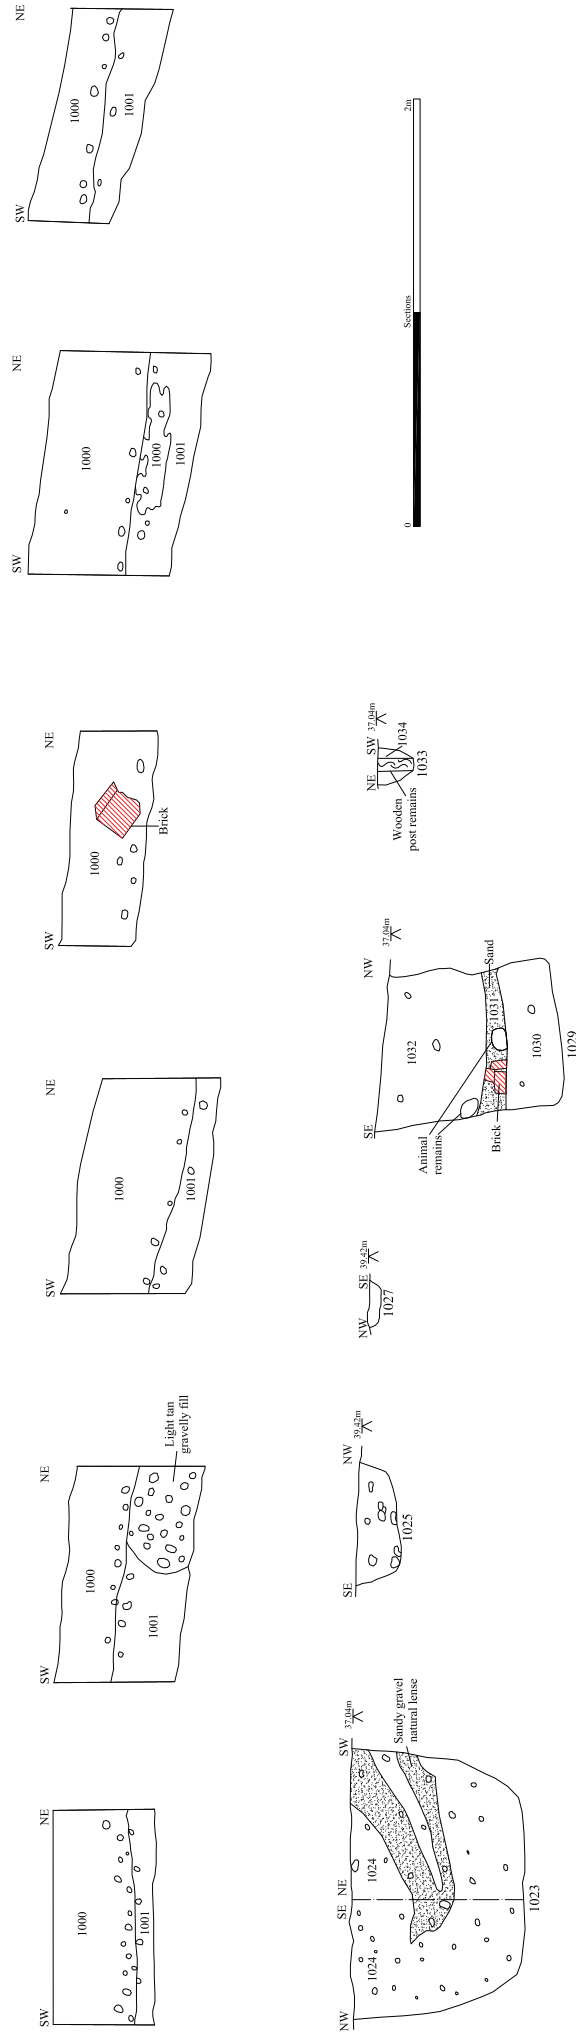 SW
NE
1000
1001
SW
NE
1000
1001
Light tan
gravelly fill
SW
NE
1000
1001
SW
NE
1000
Brick
SW
NE
1000
1000
1001
SW
NE
1000
1001
NW
SE
NE
SW
37.04m
1024
1024
Sandy gravel
natural lense
1023
SE
NW
39.42m
1025
NW
SE
39.42m
1027
SE
NW
37.04m
1032
Animal
remains
1031
Sand
Brick
1030
1029
NE
SW
37.04m
1034
Wooden
post remains
1033
0
Sections
2m